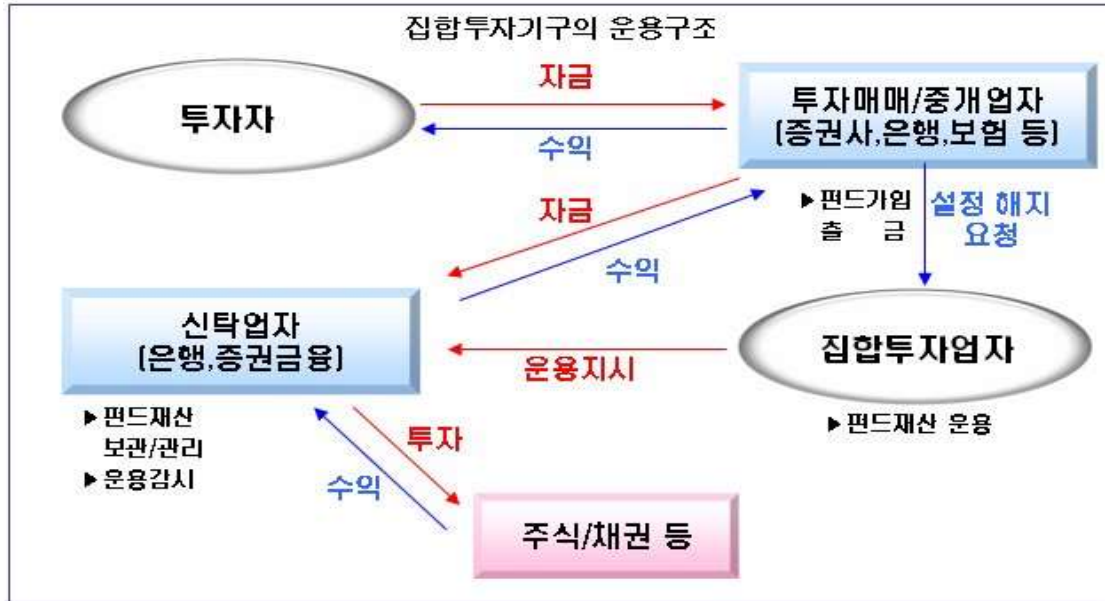 집합투자기구의 운용구조
투자자
자금
수익
투자매매/중개업자
(증권사,은행,보험 등)
자금
수익
▶펀드가입
출 금
설정 해지
요청
신탁업자
(은행,증권금융)
운용지시
집합투자업자
▶펀드재산
보관/관리
▶운용감시
▶펀드재산 운용
투자
수익
주식/채권 등